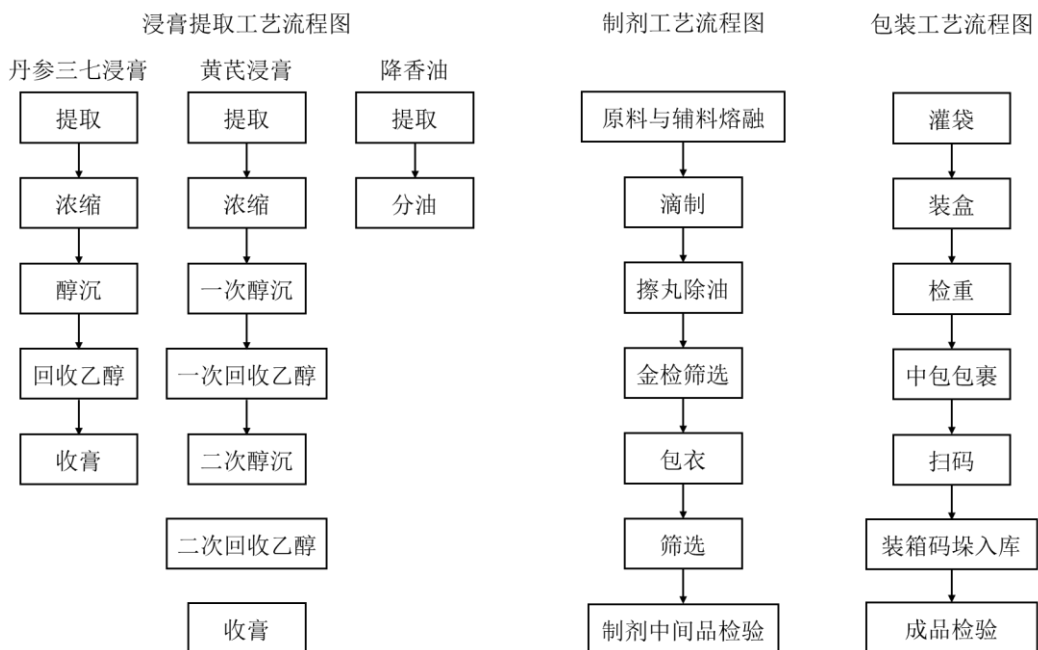 浸膏提取工艺流程图
丹参三七浸膏
提取
浓缩
醇沉
回收乙醇
收膏
黄芪浸膏
提取
浓缩
一次醇沉
一次回收乙醇
二次醇沉
二次回收乙醇
收膏
降香油
提取
分油
制剂工艺流程图
原料与辅料熔融
滴制
擦丸除油
金检筛选
包衣
筛选
制剂中间品检验
包装工艺流程图
灌袋
装盒
检重
中包包裹
扫码
装箱码垛入库
成品检验